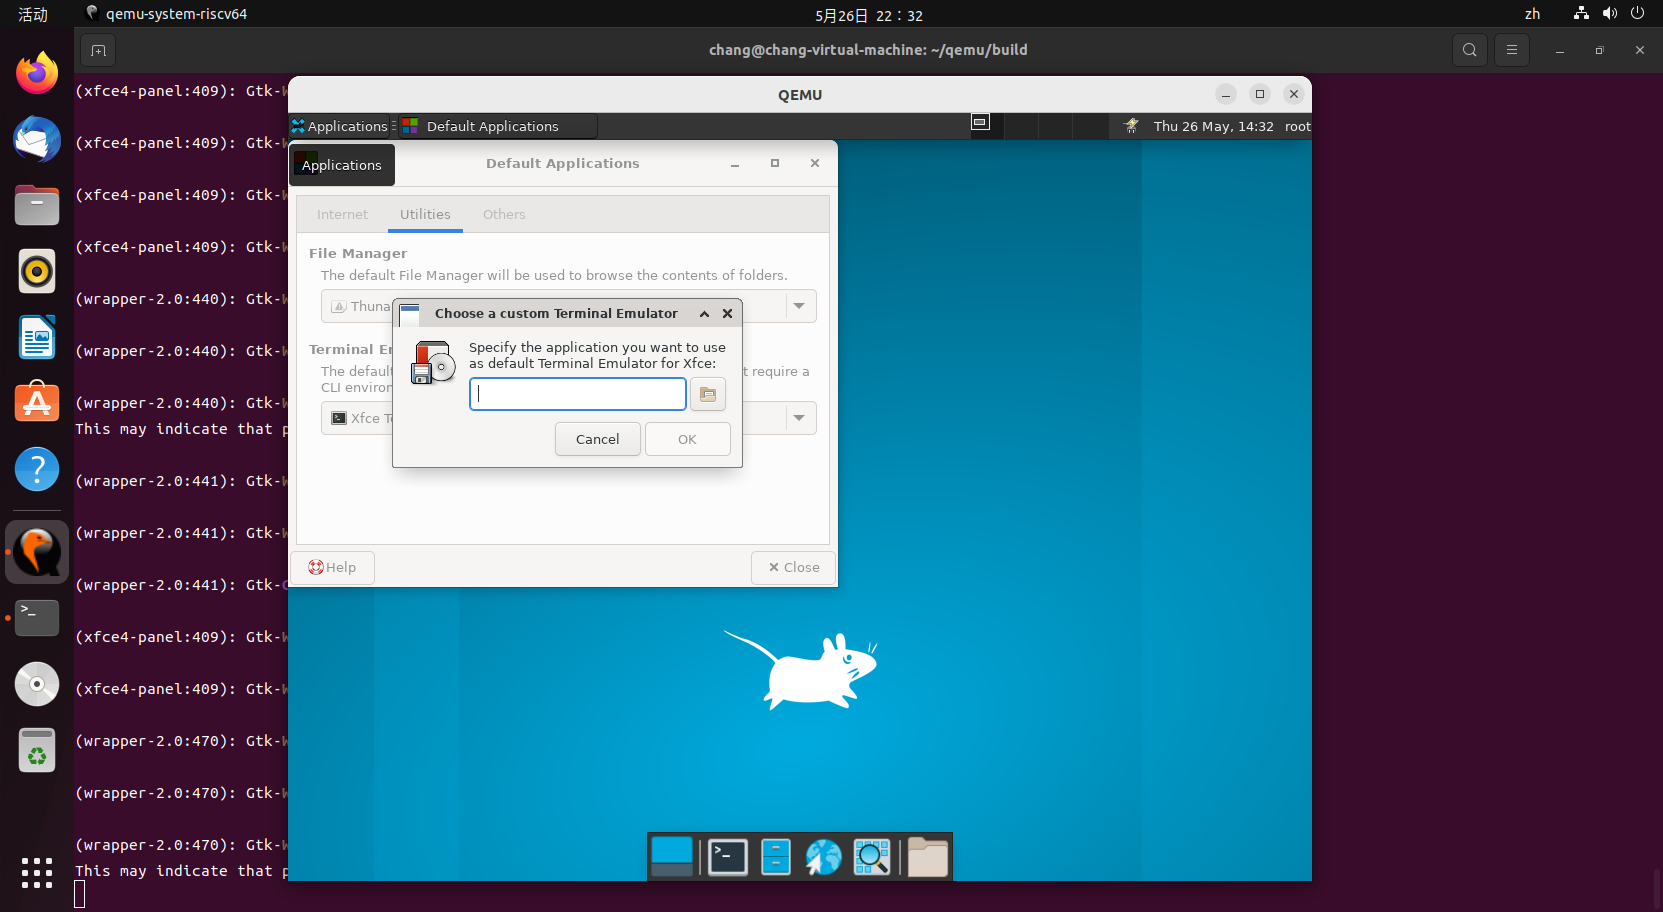 活动
qemu-system-riscv64
5月26日 22：32
zh
chang@chang-virtual-machine: ~/qemu/build
(xfce4-panel:409): Gtk-
(xfce4-panel:409): Gtk-
(xfce4-panel:409): Gtk-
(xfce4-panel:409): Gtk-
(wrapper-2.0:440): Gtk-
(wrapper-2.0:440): Gtk-
(wrapper-2.0:440): Gtk-
This may indicate that
(wrapper-2.0:441): Gtk-
(wrapper-2.0:441): Gtk-
(wrapper-2.0:441): Gtk-
(xfce4-panel:409): Gtk-
(xfce4-panel:409): Gtk-
(wrapper-2.0:470): Gtk-
(wrapper-2.0:470): Gtk-
(wrapper-2.0:470): Gtk-
This may indicate that
QEMU
Applications
Default Applications
Thu 26 May, 14:32
root
Applications
Default Applications
Internet
Utilities
Others
File Manager
The default File Manager will be used to browse the contents of folders.
Thuna
Terminal E
The default
t require a
CLI environ
Xfce Te
Choose a custom Terminal Emulator
Specify the application you want to use
as default Terminal Emulator for Xfce:
Cancel
OK
Help
Close